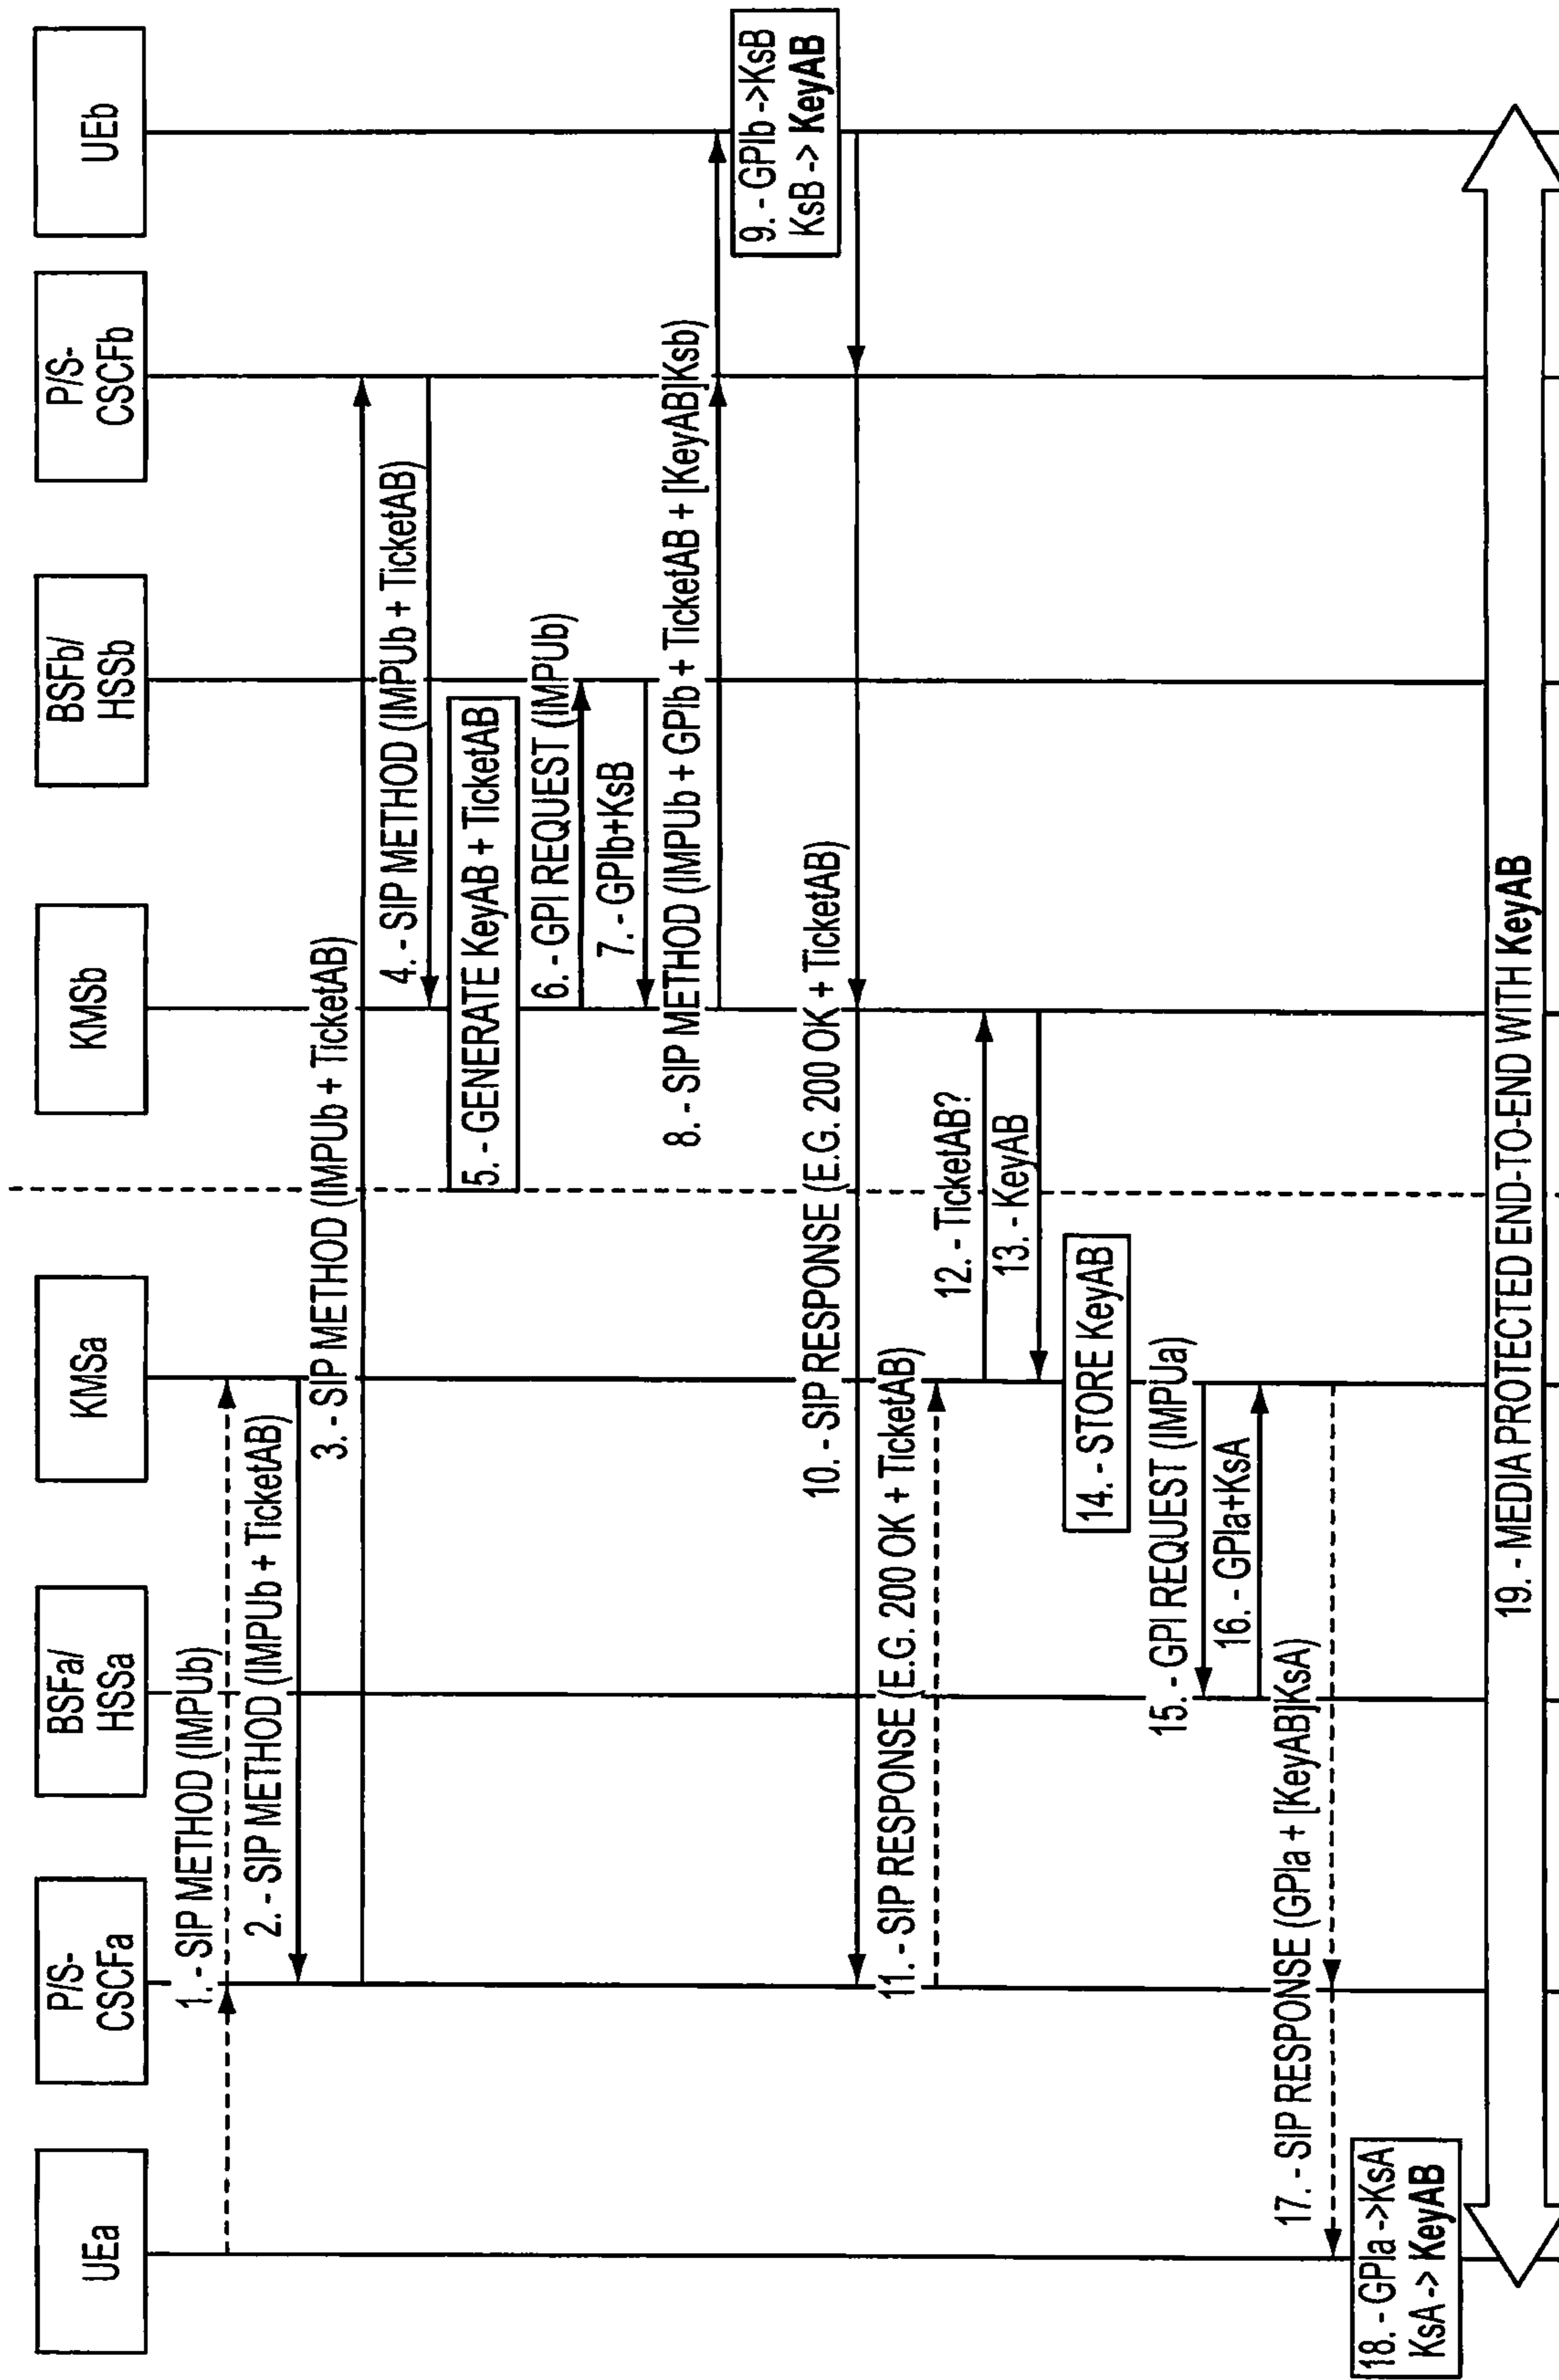 UEa
P/S-
CSCFa
BSFa/
HSSa
KMSa
KMSb
BSFb/
HSSb
P/S-
CSCFb
UEb
1. - SIP METHOD (IMPUb)
2. - SIP METHOD (IMPUb + TicketAB)
3. - SIP METHOD (IMPUb + TicketAB)
4. - SIP METHOD (IMPUb + TicketAB)
5. - GENERATE KeyAB + TicketAB
6. - GPI REQUEST (IMPUb)
7. - GPIb+KsB
8. - SIP METHOD (IMPUb + GPIb + TicketAB + [KeyAB]Ksb)
9. - GPIb ->KsB
KsB -> KeyAB
10. - SIP RESPONSE (E.G. 200 OK + TicketAB)
11. - SIP RESPONSE (E.G. 200 OK + TicketAB)
12. - TicketAB?
13. - KeyAB
14. - STORE KeyAB
15. - GPI REQUEST (IMPUa)
16. - GPIa+KsA
17. - SIP RESPONSE (GPIa + [KeyAB]KsA)
18. - GPIa ->KsA
KsA -> KeyAB
19. - MEDIA PROTECTED END-TO-END WITH KeyAB